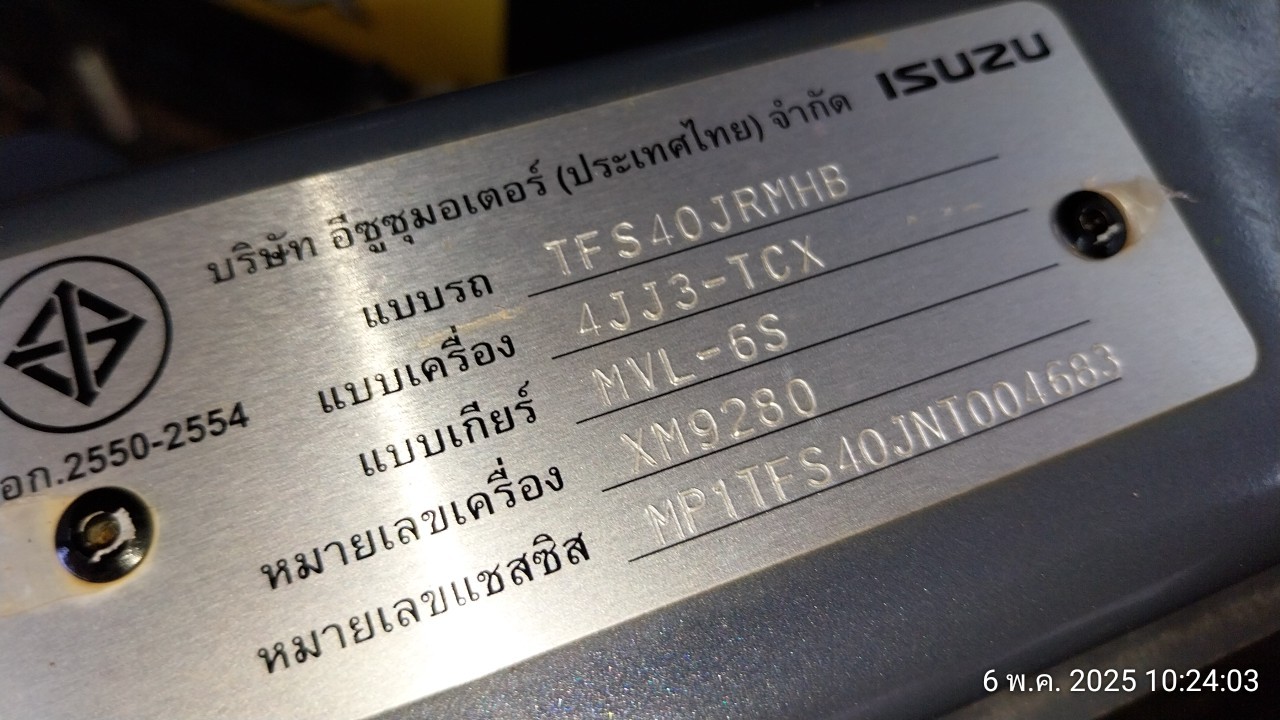 ISUZU
บริษัท อีซูซุมอเตอร์ (ประเทศไทย) จำกัด
แบบรถ TFS40JRMHB
แบบเครื่อง 4JJ3-TCX
แบบเกียร์ MVL-6S
หมายเลขเครื่อง XM9280
หมายเลขแชสซิส MP1TFS40JNT004683
มอก.2550-2554
6 พ.ค. 2025 10:24:03